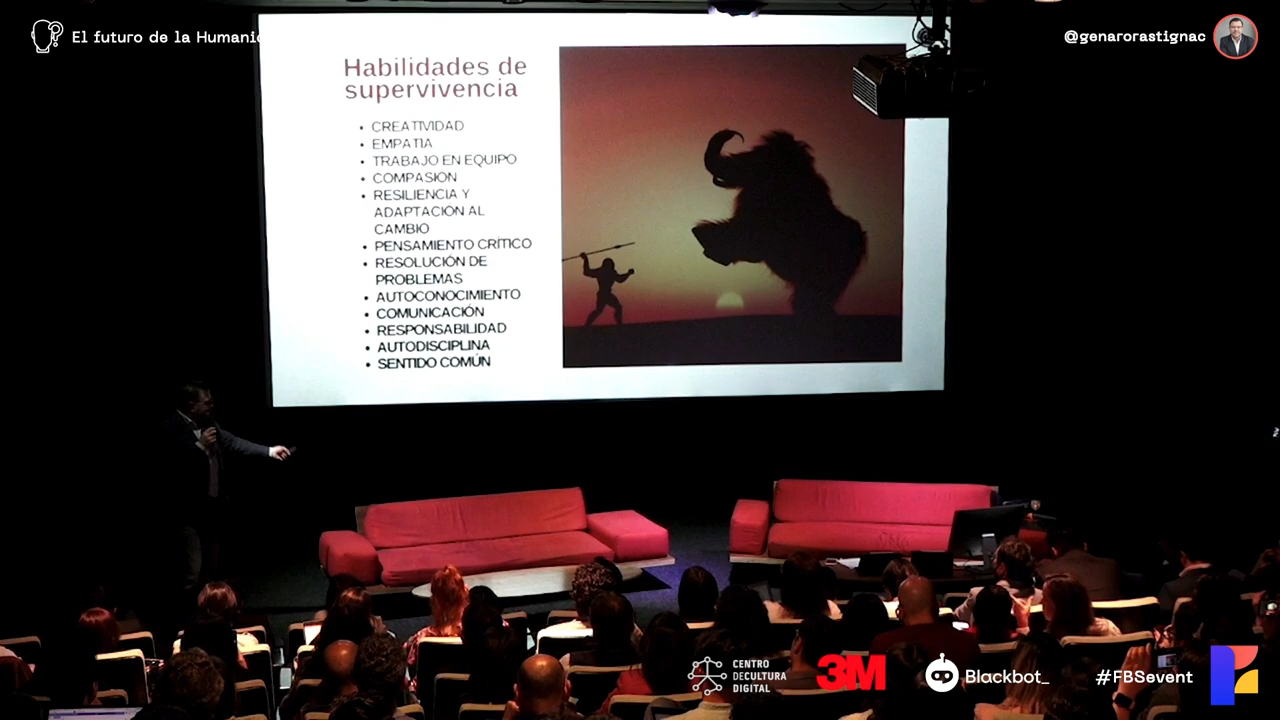 El futuro de la Humanid
@genarorastignac
Habilidades de
supervivencia
• CREATIVIDAD
• EMPATIA
• TRABAJO EN EQUIPO
• COMPASIÓN
• RESILIENCIA Y
ADAPTACIÓN AL
CAMBIO
• PENSAMIENTO CRÍTICO
• RESOLUCIÓN DE
PROBLEMAS
• AUTOCONOCIMIENTO
• COMUNICACIÓN
• RESPONSABILIDAD
• AUTODISCIPLINA
• SENTIDO COMÚN
CENTRO
DECULTURA
DIGITAL
3M
Blackbot_
#FBSevent